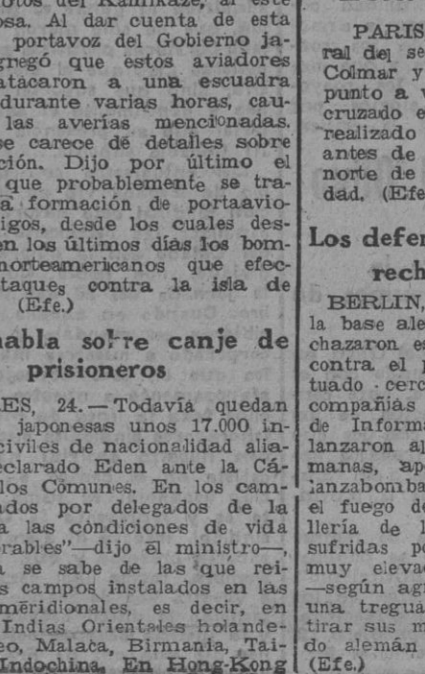 otos del Kamikaze, al este
osa. Al dar cuenta de esta
portavoz del Gobierno ja-
gregó que estos aviadores
atacaron a una escuadra
durante varias horas, cau-
las averías mencionadas.
se carece de detalles sobre
ción. Dijo por último el
que probablemente se tra-
a formación de portaavio-
igos, desde los cuales des-
en los últimos días los bom-
norteamericanos que efec-
taques contra la isla de
(Efe.)
habla sobre canje de
prisioneros
ES, 24.—Todavía quedan
japonesas unos 17.000 in-
civiles de nacionalidad alia-
eclarado Eden ante la Cá-
los Comunes. En los cam-
ados por delegados de la
a las condiciones de vida
rables"—dijo el ministro—,
a se sabe de las que rei-
s campos instalados en las
méridionales, es decir, en
Indias Orientales holande-
eo, Malaca, Birmania, Tai-
Indochina. En Hong-Kong
PARIS
ral del se
Colmar y
punto a v
cruzado e
realizado
antes de
norte de
dad. (Efe
Los defen
rech
BERLIN,
la base ale
chazaron es
contra el p
tuado cerc
compañías
de Informa
lanzaron al
manas, apo
lanzabomba
el fuego de
llería de l
sufridas po
muy eleva
—según agr
una tregua
tirar sus m
do alemán
(Efe.)